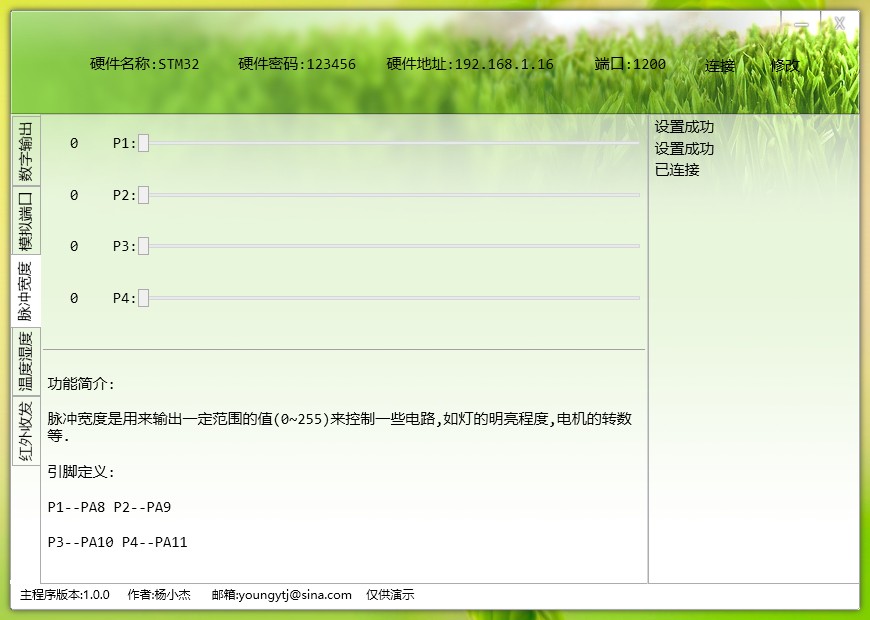 X
硬件名称:STM32 硬件密码:123456 硬件地址:192.168.1.16 端口:1200 连接 修改
数字输出
模拟端口
脉冲宽度
温度湿度
红外收发
0 P1:
0 P2:
0 P3:
0 P4:
功能简介:
脉冲宽度是用来输出一定范围的值(0~255)来控制一些电路,如灯的明亮程度,电机的转数
等.
引脚定义:
P1--PA8 P2--PA9
P3--PA10 P4--PA11
设置成功
设置成功
已连接
主程序版本:1.0.0 作者:杨小杰 邮箱:youngytj@sina.com 仅供演示